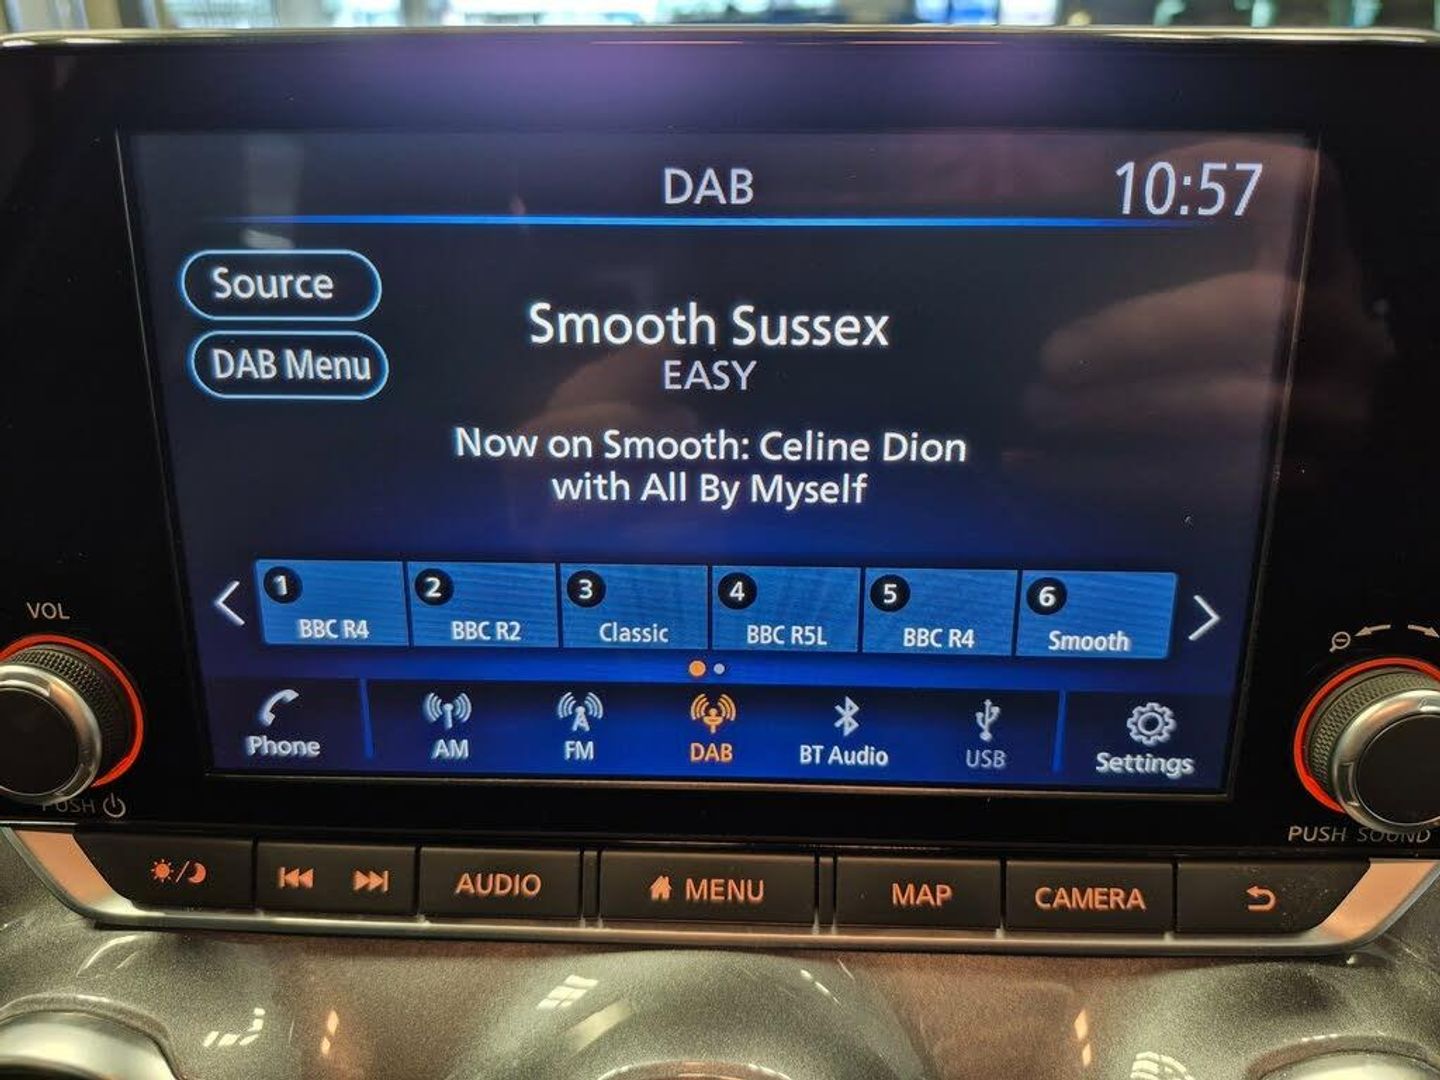 DAB
10:57
Source
DAB Menu
Smooth Sussex
EASY
Now on Smooth: Celine Dion
with All By Myself
1 2 3 4 5 6
BBC R4 BBC R2 Classic BBC R5L BBC R4 Smooth
Phone AM FM DAB BT Audio USB Settings
VOL
PUSH
PUSH SOUND
AUDIO MENU MAP CAMERA